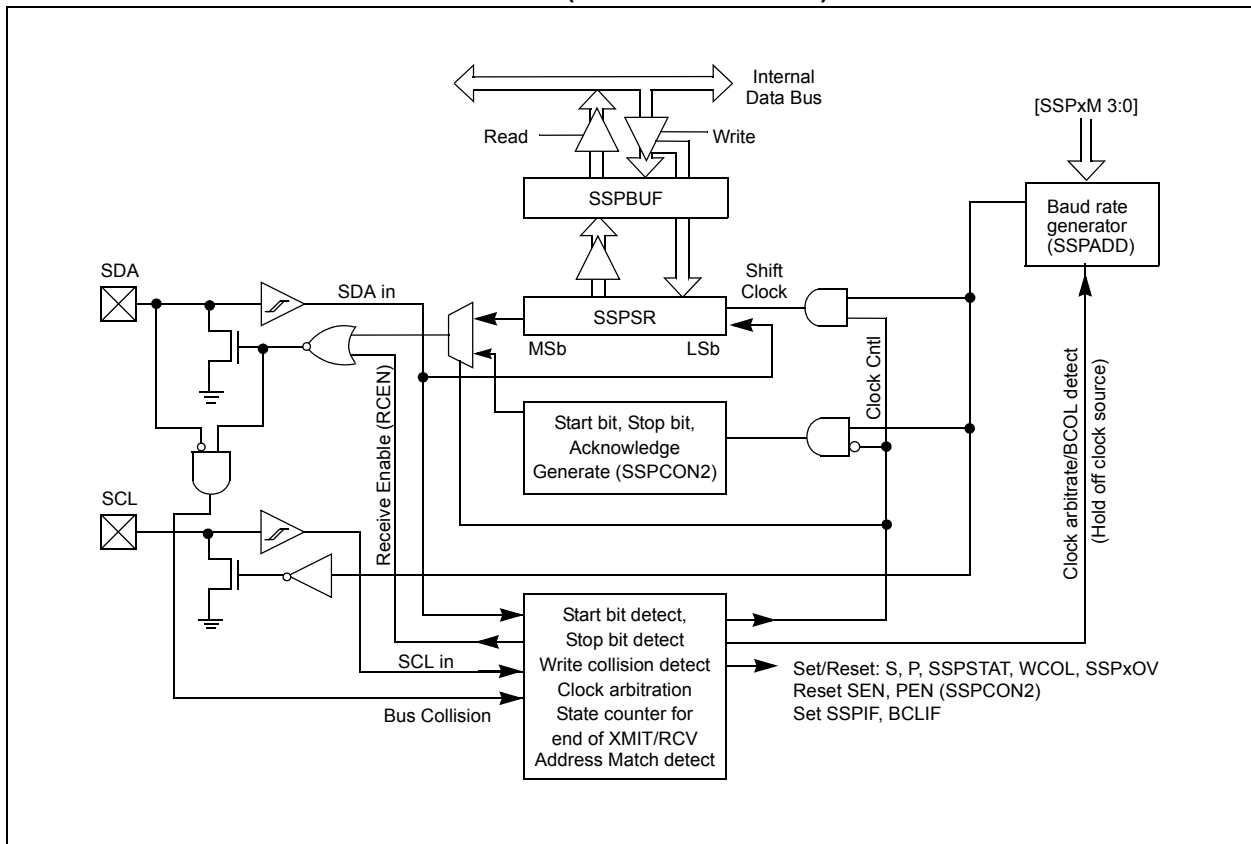 Internal
Data Bus
[SSPxM 3:0]
Read
Write
SSPBUF
Baud rate
generator
(SSPADD)
SDA
SDA in
Shift
Clock
SSPSR
MSb
LSb
Receive Enable (RCEN)
Clock Cntl
Clock arbitrate/BCOL detect
(Hold off clock source)
Start bit, Stop bit,
Acknowledge
Generate (SSPCON2)
SCL
SCL in
Bus Collision
Start bit detect,
Stop bit detect
Write collision detect
Clock arbitration
State counter for
end of XMIT/RCV
Address Match detect
Set/Reset: S, P, SSPSTAT, WCOL, SSPxOV
Reset SEN, PEN (SSPCON2)
Set SSPIF, BCLIF